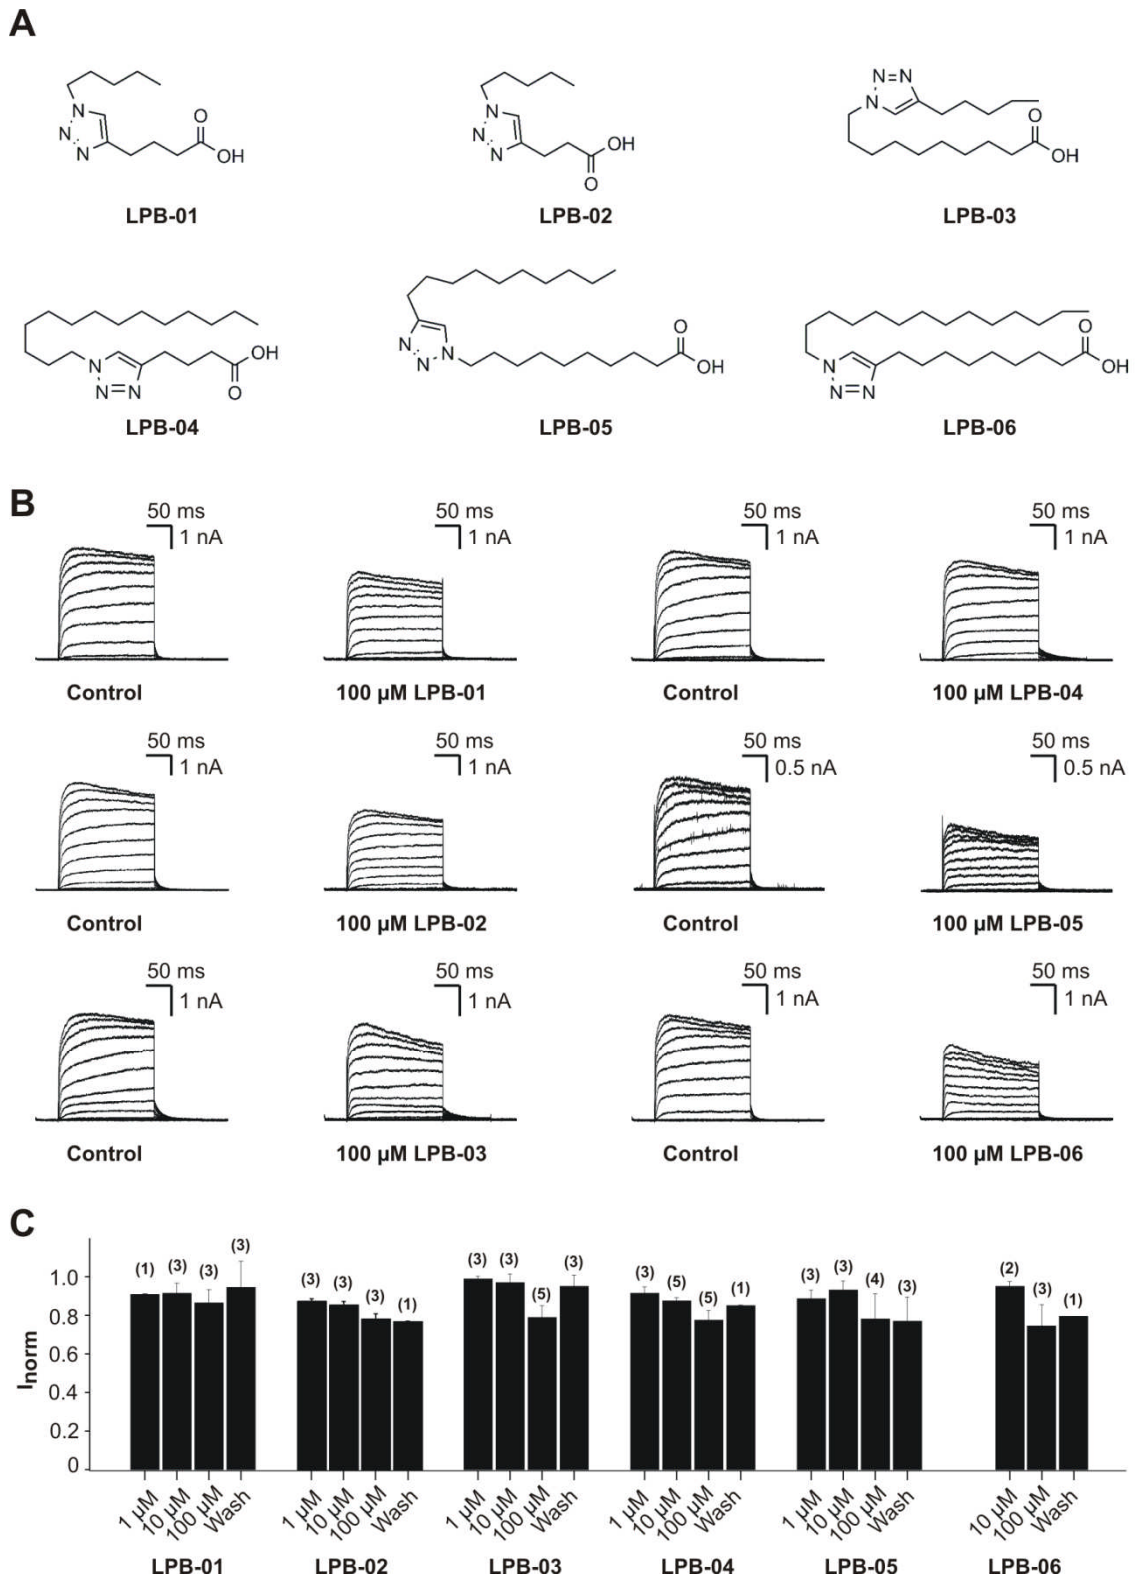 A
N
N
N
O
OH
LPB-01
N
N
N
OH
O
LPB-02
N=N
N
O
OH
LPB-03
N
N=N
OH
O
LPB-04
N
N
N
O
OH
LPB-05
N
N=N
O
OH
LPB-06
B
50 ms 50 ms 50 ms 50 ms
1 nA 1 nA 1 nA 1 nA
Control 100 µM LPB-01 Control 100 µM LPB-04
50 ms 50 ms 50 ms 50 ms
1 nA 1 nA 0.5 nA 0.5 nA
Control 100 µM LPB-02 Control 100 µM LPB-05
50 ms 50 ms 50 ms 50 ms
1 nA 1 nA 1 nA 1 nA
Control 100 µM LPB-03 Control 100 µM LPB-06
C
Inorm
1.0
0.8
0.6
0.4
0.2
0
(1) (3) (3) (3) (3) (3) (3) (1) (3) (3) (5) (3) (3) (5) (5) (1) (3) (3) (4) (3) (2) (3) (1)
1 µM 10 µM 100 µM Wash 1 µM 10 µM 100 µM Wash 1 µM 10 µM 100 µM Wash 1 µM 10 µM 100 µM Wash 1 µM 10 µM 100 µM Wash 10 µM 100 µM Wash
LPB-01 LPB-02 LPB-03 LPB-04 LPB-05 LPB-06